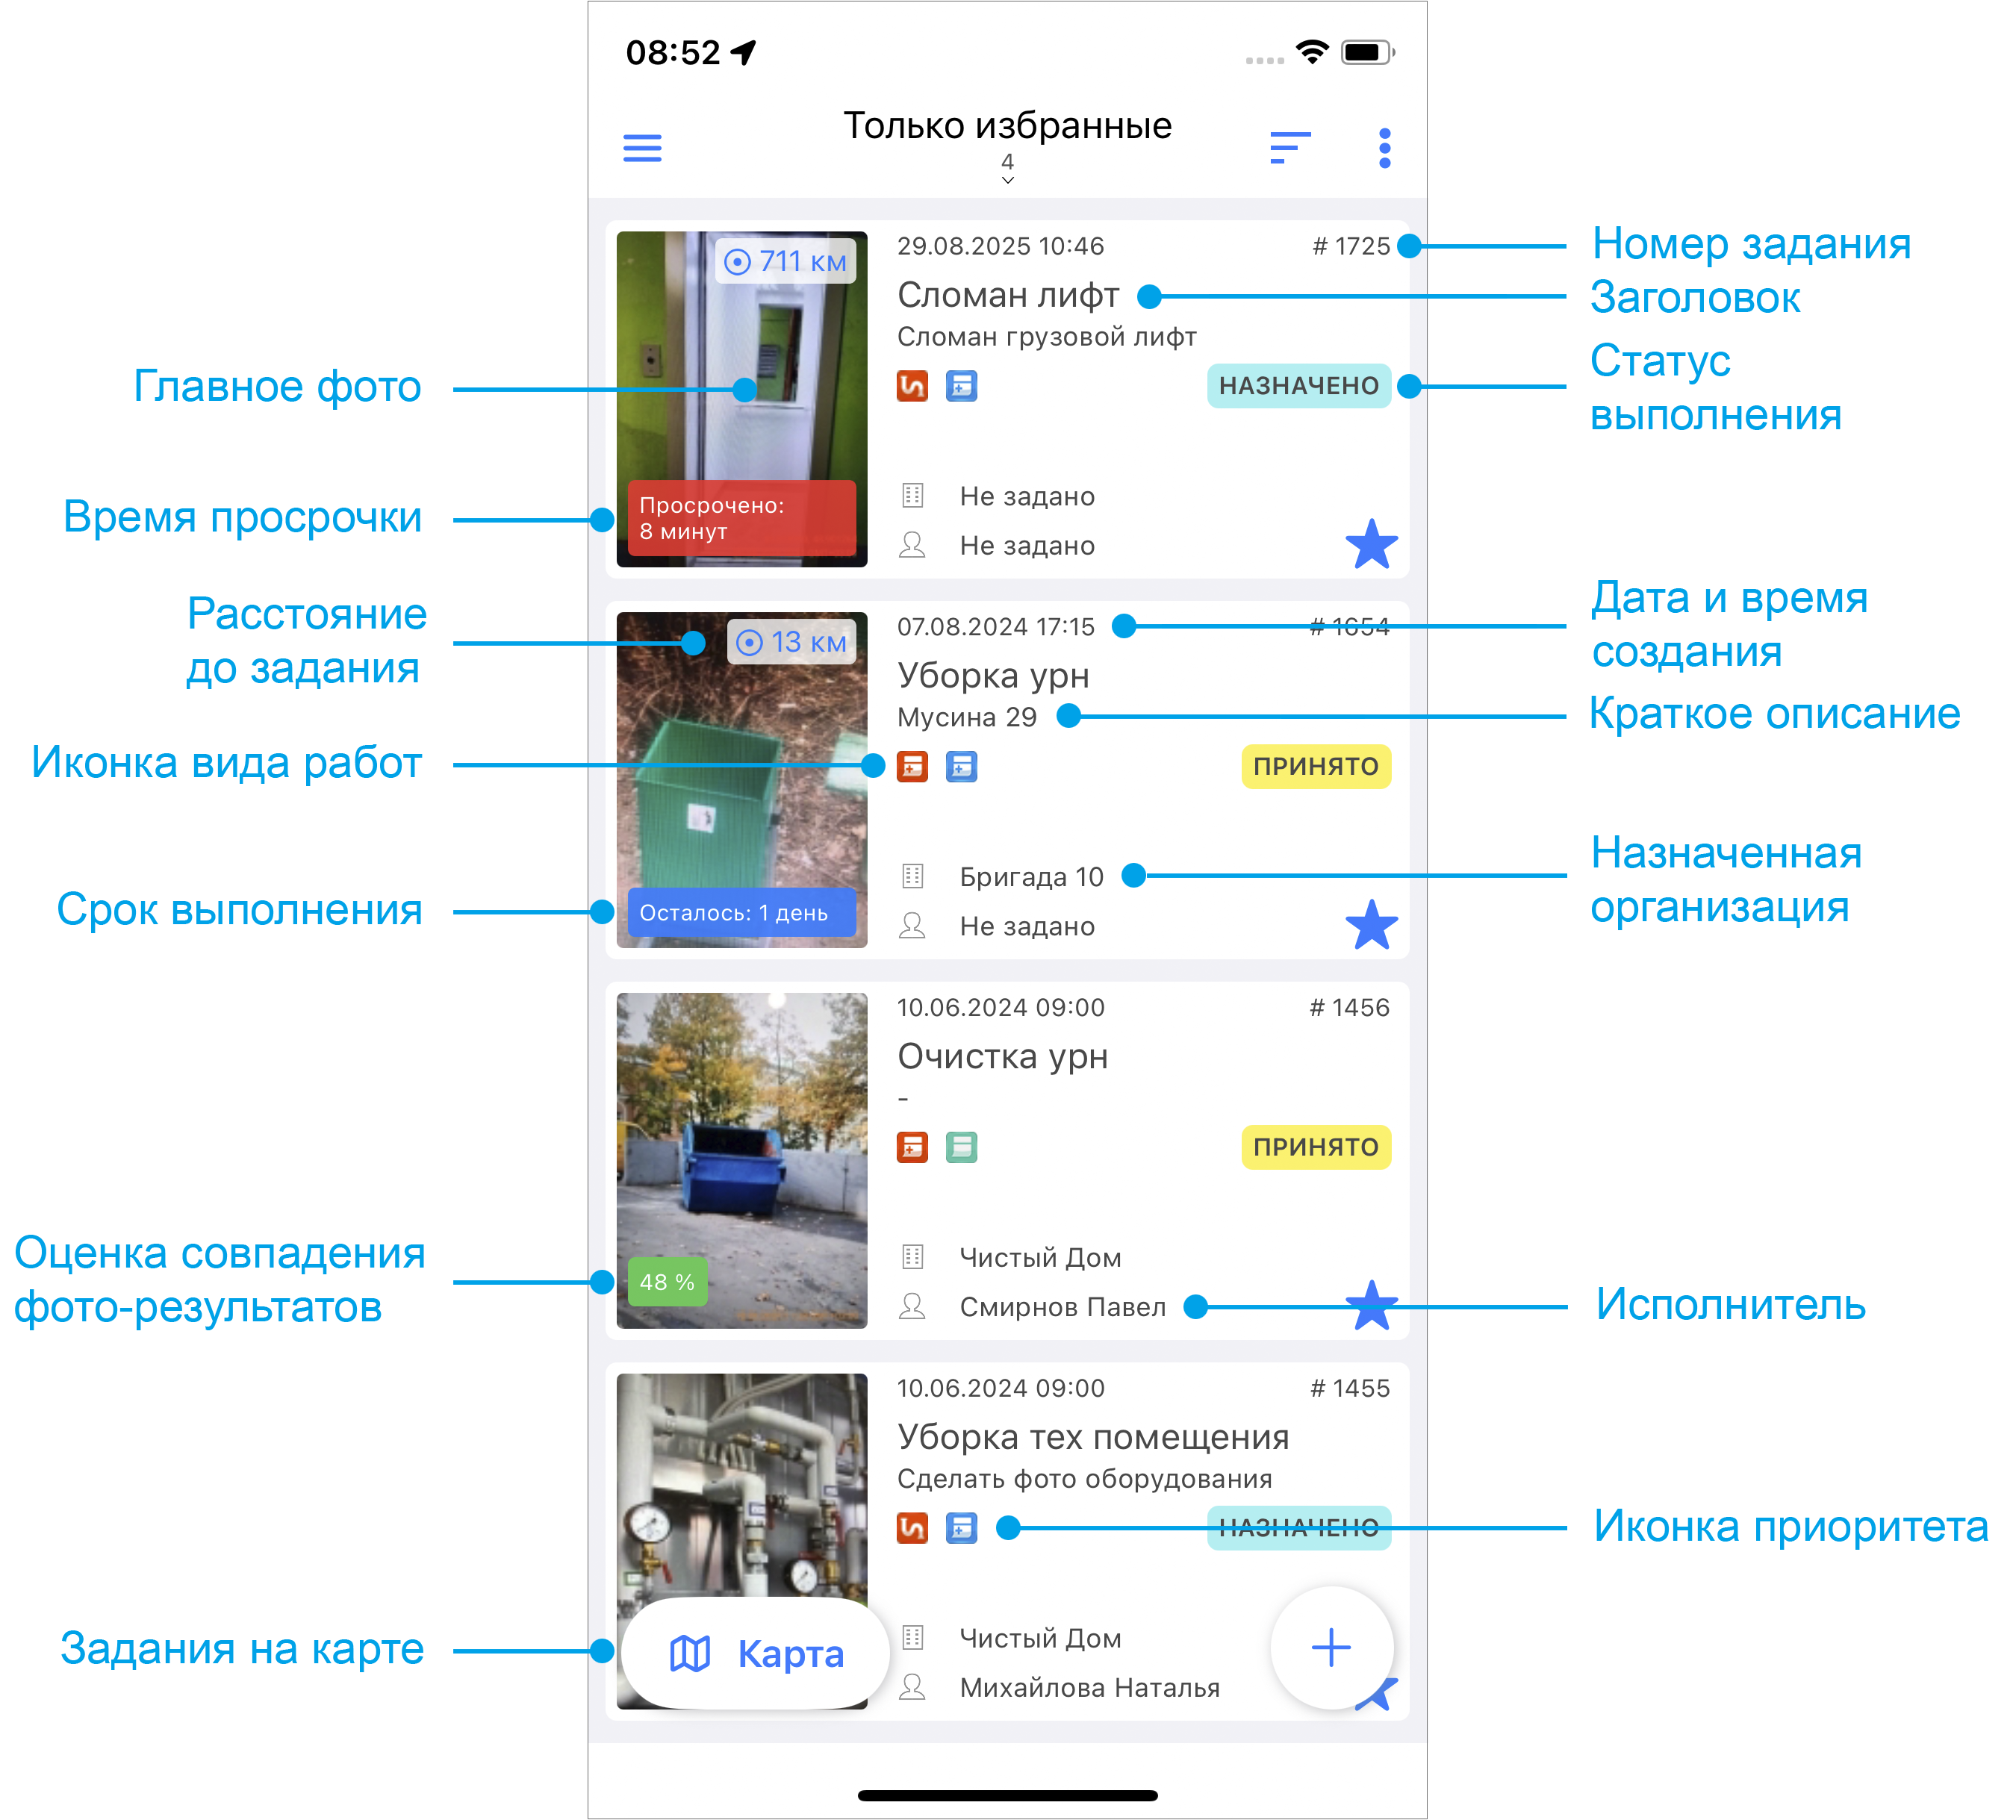 08:52
Только избранные
4
711 км
29.08.2025 10:46
# 1725
Номер задания
Сломан лифт
Заголовок
Сломан грузовой лифт
Статус
выполнения
Главное фото
НАЗНАЧЕНО
Время просрочки
Просрочено:
8 минут
Не задано
Не задано
Расстояние
до задания
13 км
07.08.2024 17:15
# 1654
Дата и время
создания
Уборка урн
Мусина 29
Краткое описание
Иконка вида работ
ПРИНЯТО
Бригада 10
Назначенная
организация
Срок выполнения
Осталось: 1 день
Не задано
10.06.2024 09:00
# 1456
Очистка урн
-
ПРИНЯТО
Оценка совпадения
фото-результатов
48 %
Чистый Дом
Смирнов Павел
Исполнитель
10.06.2024 09:00
# 1455
Уборка тех помещения
Сделать фото оборудования
НАЗНАЧЕНО
Иконка приоритета
Задания на карте
Карта
Чистый Дом
Михайлова Наталья